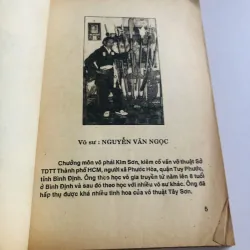 Võ sư : NGUYỄN VĂN NGỌC
Chưởng môn võ phái Kim Sơn, kiêm cố vấn võ thuật Sở
TDTT Thành phố HCM, người xã Phước Hòa, quận Tuy Phước,
tỉnh Bình Định. Ông theo học võ gia truyền từ năm lên 8 tuổi
ở Bình Định và sau đó theo học với nhiều võ sư khác. Ông đã
hấp thụ được khá nhiều tinh hoa của võ thuật Tây Sơn.
5